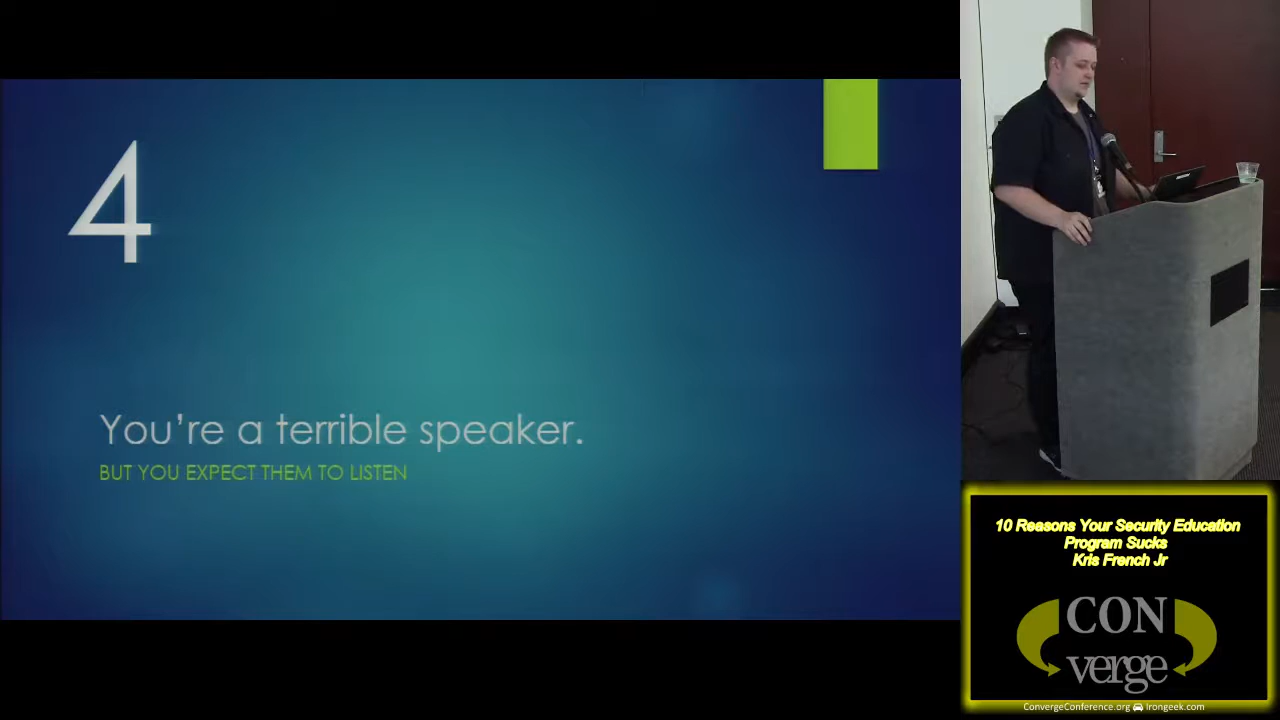 4
You're a terrible speaker.
BUT YOU EXPECT THEM TO LISTEN
10 Reasons Your Security Education
Program Sucks
Kris French Jr
CON
verge
ConvergeConference.org Irongeek.com